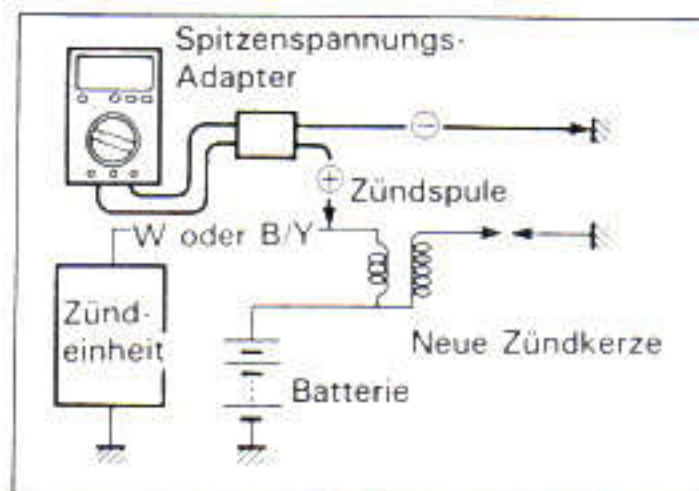 Spitzenspannungs-
Adapter
⊖
⊕
Zündspule
W oder B/Y
Zünd-
einheit
Neue Zündkerze
Batterie